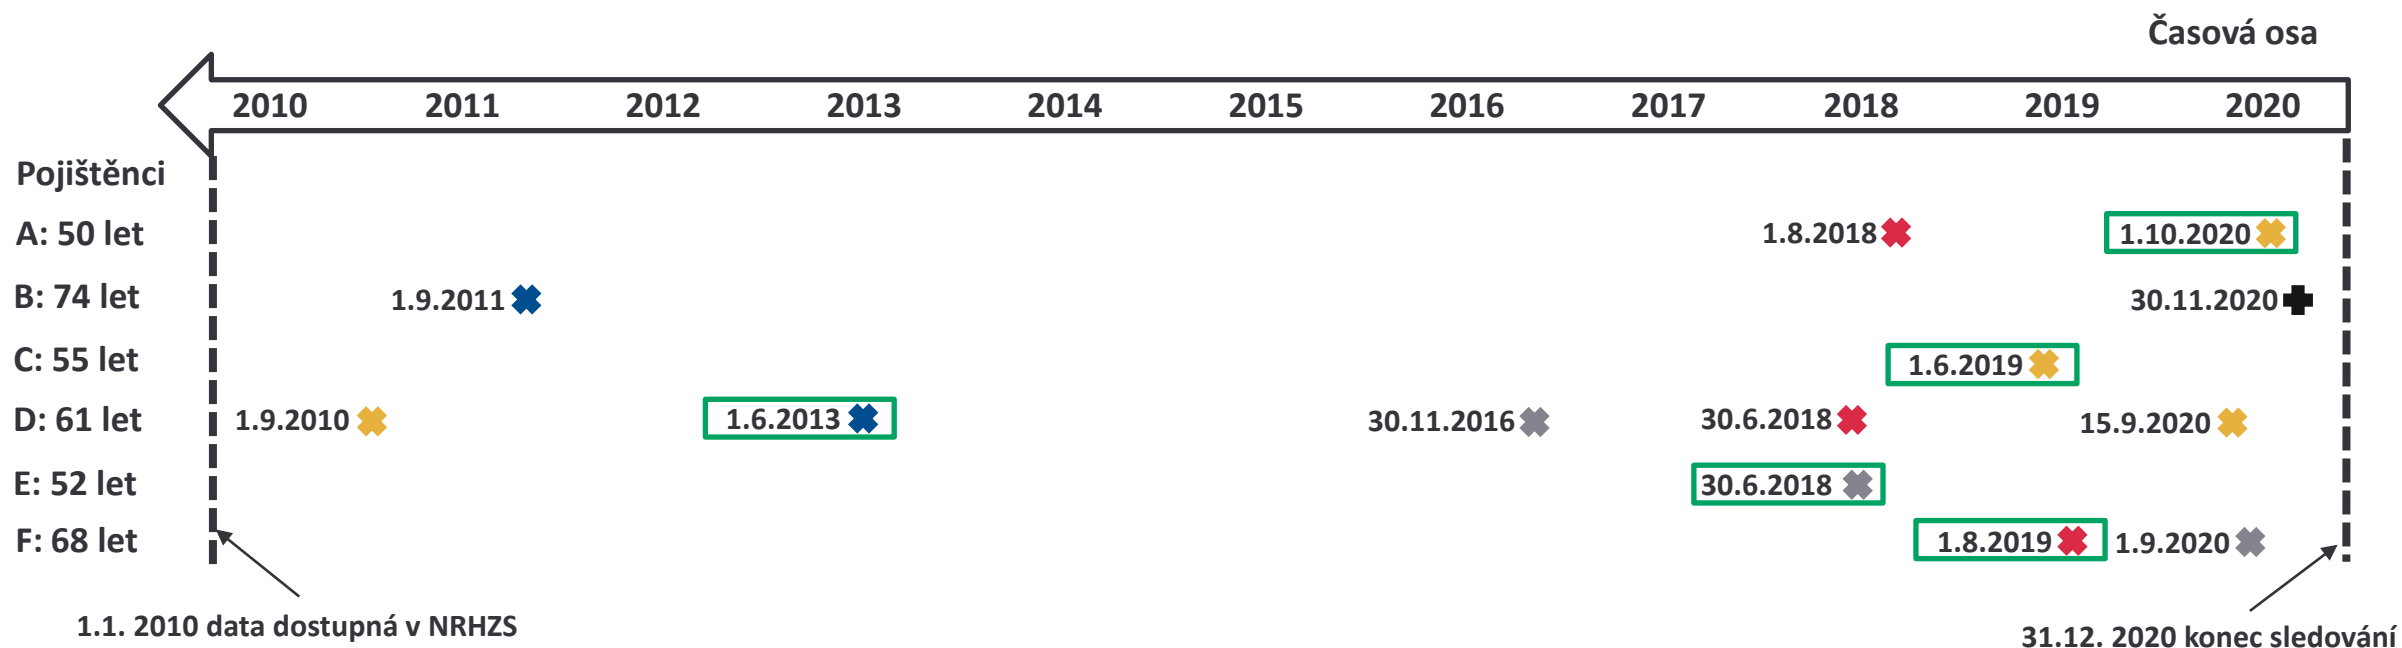 Časová osa
2010 2011 2012 2013 2014 2015 2016 2017 2018 2019 2020
Pojištěnci
A: 50 let 1.8.2018 1.10.2020
B: 74 let 1.9.2011 30.11.2020
C: 55 let 1.6.2019
D: 61 let 1.9.2010 1.6.2013 30.11.2016 30.6.2018 15.9.2020
E: 52 let 30.6.2018
F: 68 let 1.8.2019 1.9.2020
1.1. 2010 data dostupná v NRHZS
31.12. 2020 konec sledování